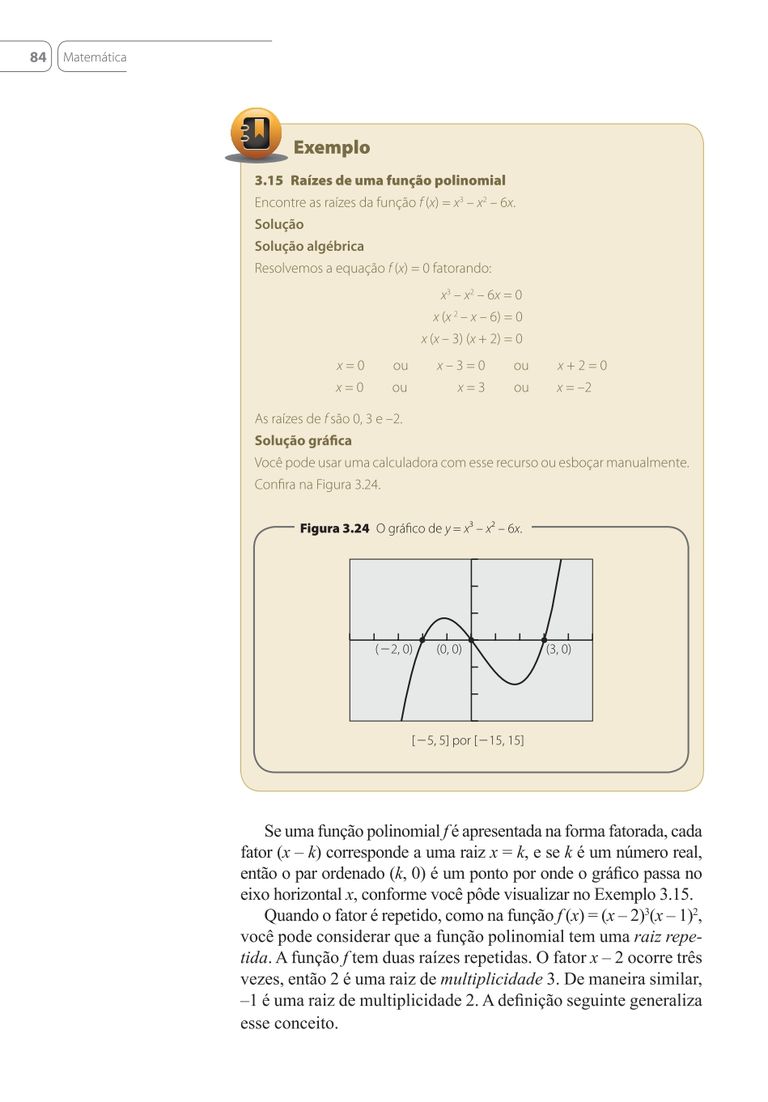 84 Matemática
Exemplo
3.15 Raízes de uma função polinomial
Encontre as raízes da função f (x) = x³ – x² – 6x.
Solução
Solução algébrica
Resolvemos a equação f (x) = 0 fatorando:
x³ – x² – 6x = 0
x (x ² – x – 6) = 0
x (x – 3) (x + 2) = 0
x = 0 ou x – 3 = 0 ou x + 2 = 0
x = 0 ou x = 3 ou x = –2
As raízes de f são 0, 3 e –2.
Solução gráfica
Você pode usar uma calculadora com esse recurso ou esboçar manualmente.
Confira na Figura 3.24.
Figura 3.24 O gráfico de y = x³ – x² – 6x.
(−2, 0) (0, 0) (3, 0)
[−5, 5] por [−15, 15]
Se uma função polinomial f é apresentada na forma fatorada, cada
fator (x – k) corresponde a uma raiz x = k, e se k é um número real,
então o par ordenado (k, 0) é um ponto por onde o gráfico passa no
eixo horizontal x, conforme você pôde visualizar no Exemplo 3.15.
Quando o fator é repetido, como na função f (x) = (x – 2)³(x – 1)²,
você pode considerar que a função polinomial tem uma raiz repe-
tida. A função f tem duas raízes repetidas. O fator x – 2 ocorre três
vezes, então 2 é uma raiz de multiplicidade 3. De maneira similar,
–1 é uma raiz de multiplicidade 2. A definição seguinte generaliza
esse conceito.